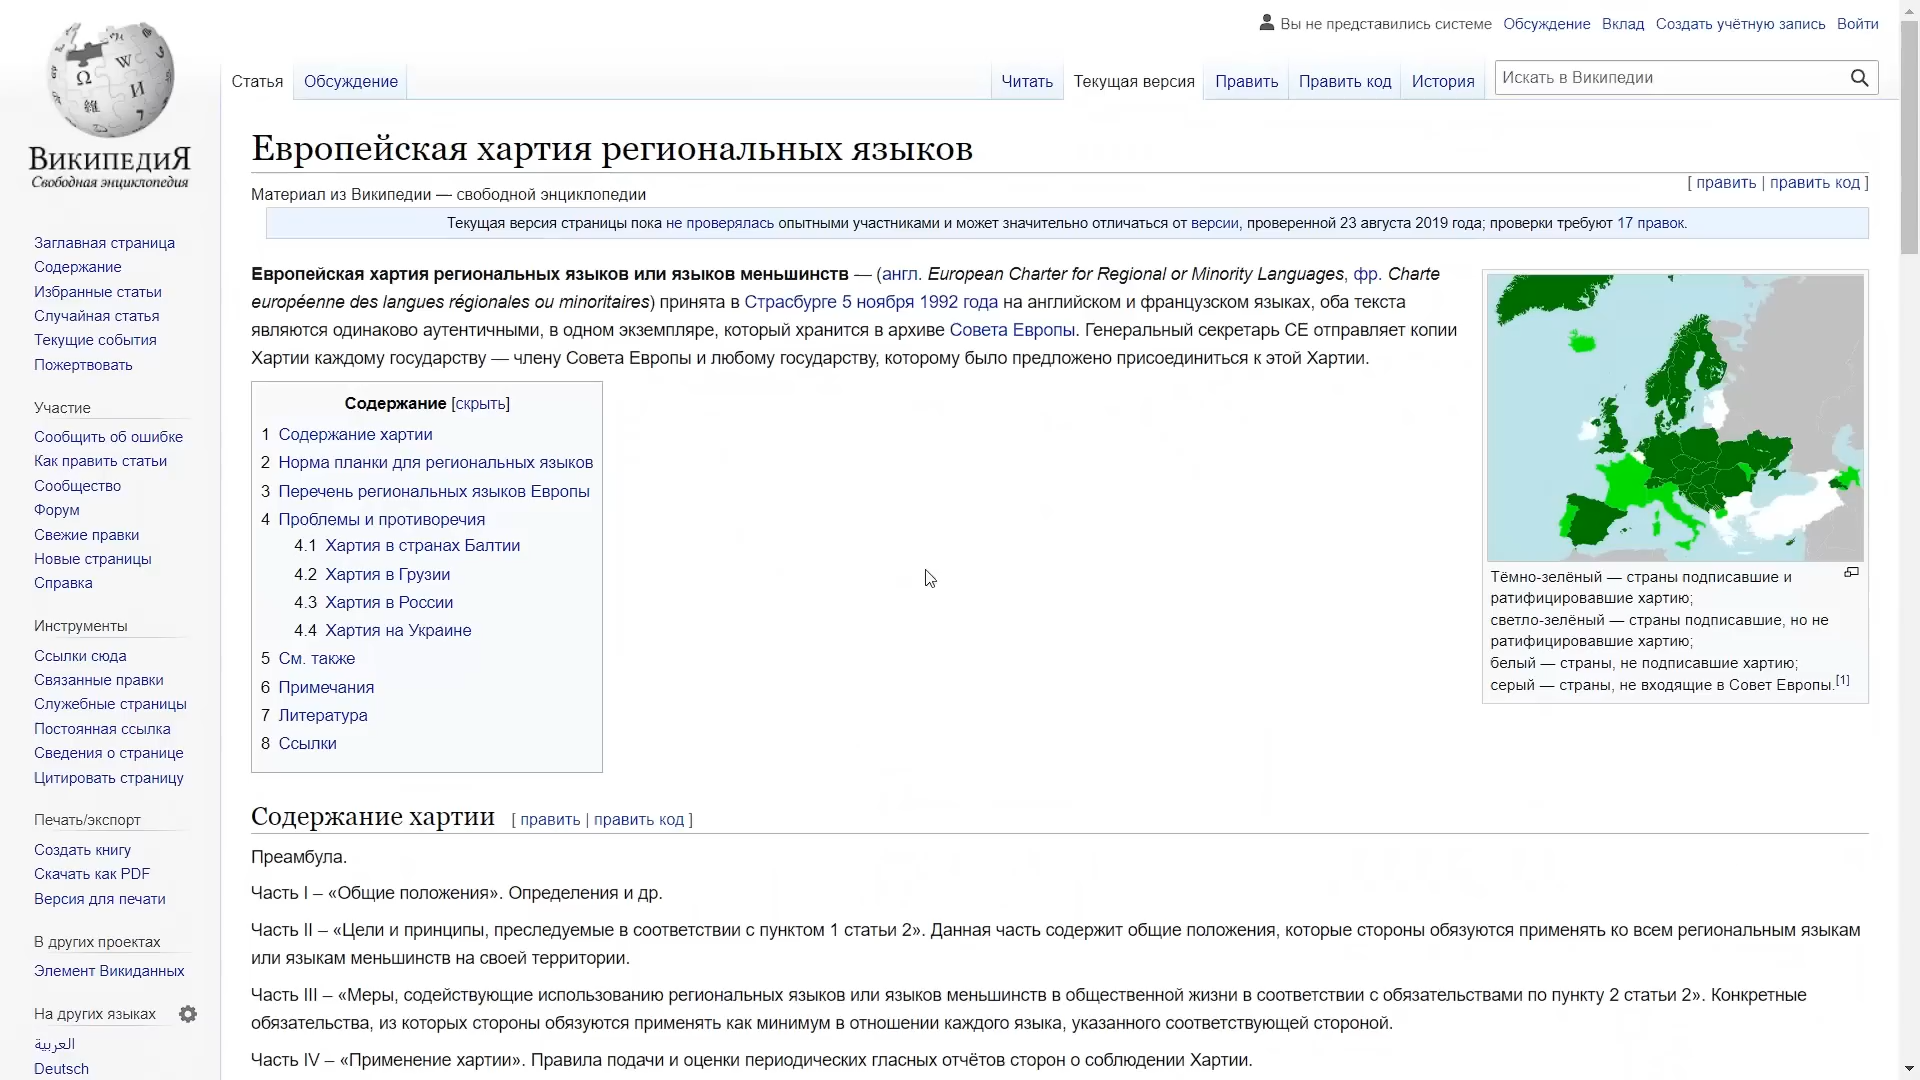 Вы не представились системе Обсуждение Вклад Создать учётную запись Войти
Статья Обсуждение Читать Текущая версия Править Править код История Искать в Википедии
ВИКИПЕДИЯ
Свободная энциклопедия
Заглавная страница
Содержание
Избранные статьи
Случайная статья
Текущие события
Пожертвовать
Участие
Сообщить об ошибке
Как править статьи
Сообщество
Форум
Свежие правки
Новые страницы
Справка
Инструменты
Ссылки сюда
Связанные правки
Служебные страницы
Постоянная ссылка
Сведения о странице
Цитировать страницу
Печать/экспорт
Создать книгу
Скачать как PDF
Версия для печати
В других проектах
Элемент Викиданных
На других языках
العربية
Deutsch
Европейская хартия региональных языков
[ править | править код ]
Материал из Википедии — свободной энциклопедии
Текущая версия страницы пока не проверялась опытными участниками и может значительно отличаться от версии, проверенной 23 августа 2019 года; проверки требуют 17 правок.
Европейская хартия региональных языков или языков меньшинств — (англ. European Charter for Regional or Minority Languages, фр. Charte
européenne des langues régionales ou minoritaires) принята в Страсбурге 5 ноября 1992 года на английском и французском языках, оба текста
являются одинаково аутентичными, в одном экземпляре, который хранится в архиве Совета Европы. Генеральный секретарь СЕ отправляет копии
Хартии каждому государству — члену Совета Европы и любому государству, которому было предложено присоединиться к этой Хартии.
Тёмно-зелёный — страны подписавшие и
ратифицировавшие хартию;
светло-зелёный — страны подписавшие, но не
ратифицировавшие хартию;
белый — страны, не подписавшие хартию;
серый — страны, не входящие в Совет Европы.[1]
Содержание [скрыть]
1 Содержание хартии
2 Норма планки для региональных языков
3 Перечень региональных языков Европы
4 Проблемы и противоречия
4.1 Хартия в странах Балтии
4.2 Хартия в Грузии
4.3 Хартия в России
4.4 Хартия на Украине
5 См. также
6 Примечания
7 Литература
8 Ссылки
Содержание хартии [ править | править код ]
Преамбула.
Часть I – «Общие положения». Определения и др.
Часть II – «Цели и принципы, преследуемые в соответствии с пунктом 1 статьи 2». Данная часть содержит общие положения, которые стороны обязуются применять ко всем региональным языкам
или языкам меньшинств на своей территории.
Часть III – «Меры, содействующие использованию региональных языков или языков меньшинств в общественной жизни в соответствии с обязательствами по пункту 2 статьи 2». Конкретные
обязательства, из которых стороны обязуются применять как минимум в отношении каждого языка, указанного соответствующей стороной.
Часть IV – «Применение хартии». Правила подачи и оценки периодических гласных отчётов сторон о соблюдении Хартии.